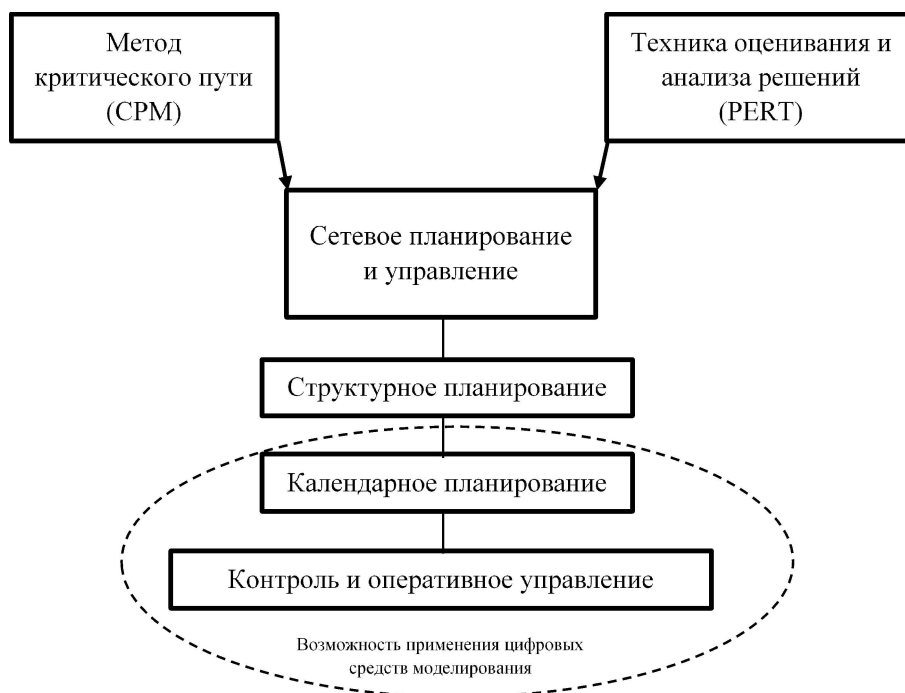 Метод
критического пути
(CPM)
Техника оценивания и
анализа решений
(PERT)
Сетевое планирование
и управление
Структурное планирование
Календарное планирование
Контроль и оперативное управление
Возможность применения цифровых
средств моделирования